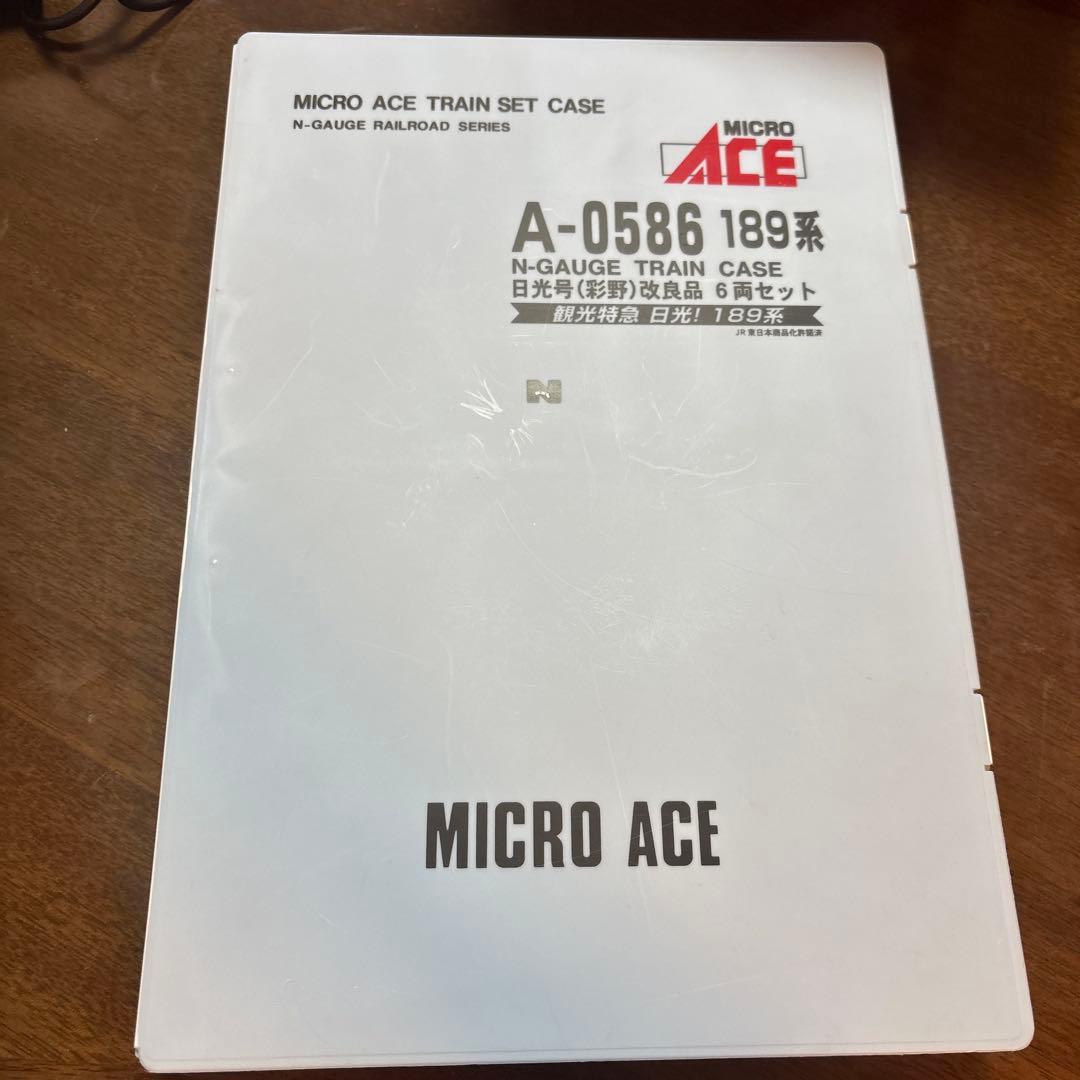 MICRO ACE TRAIN SET CASE
N-GAUGE RAILROAD SERIES
MICRO
ACE
A-0586 189系
N-GAUGE TRAIN CASE
日光号(彩野)改良品 6両セット
観光特急 日光! 189系
JR東日本商品化許諾済
N
MICRO ACE